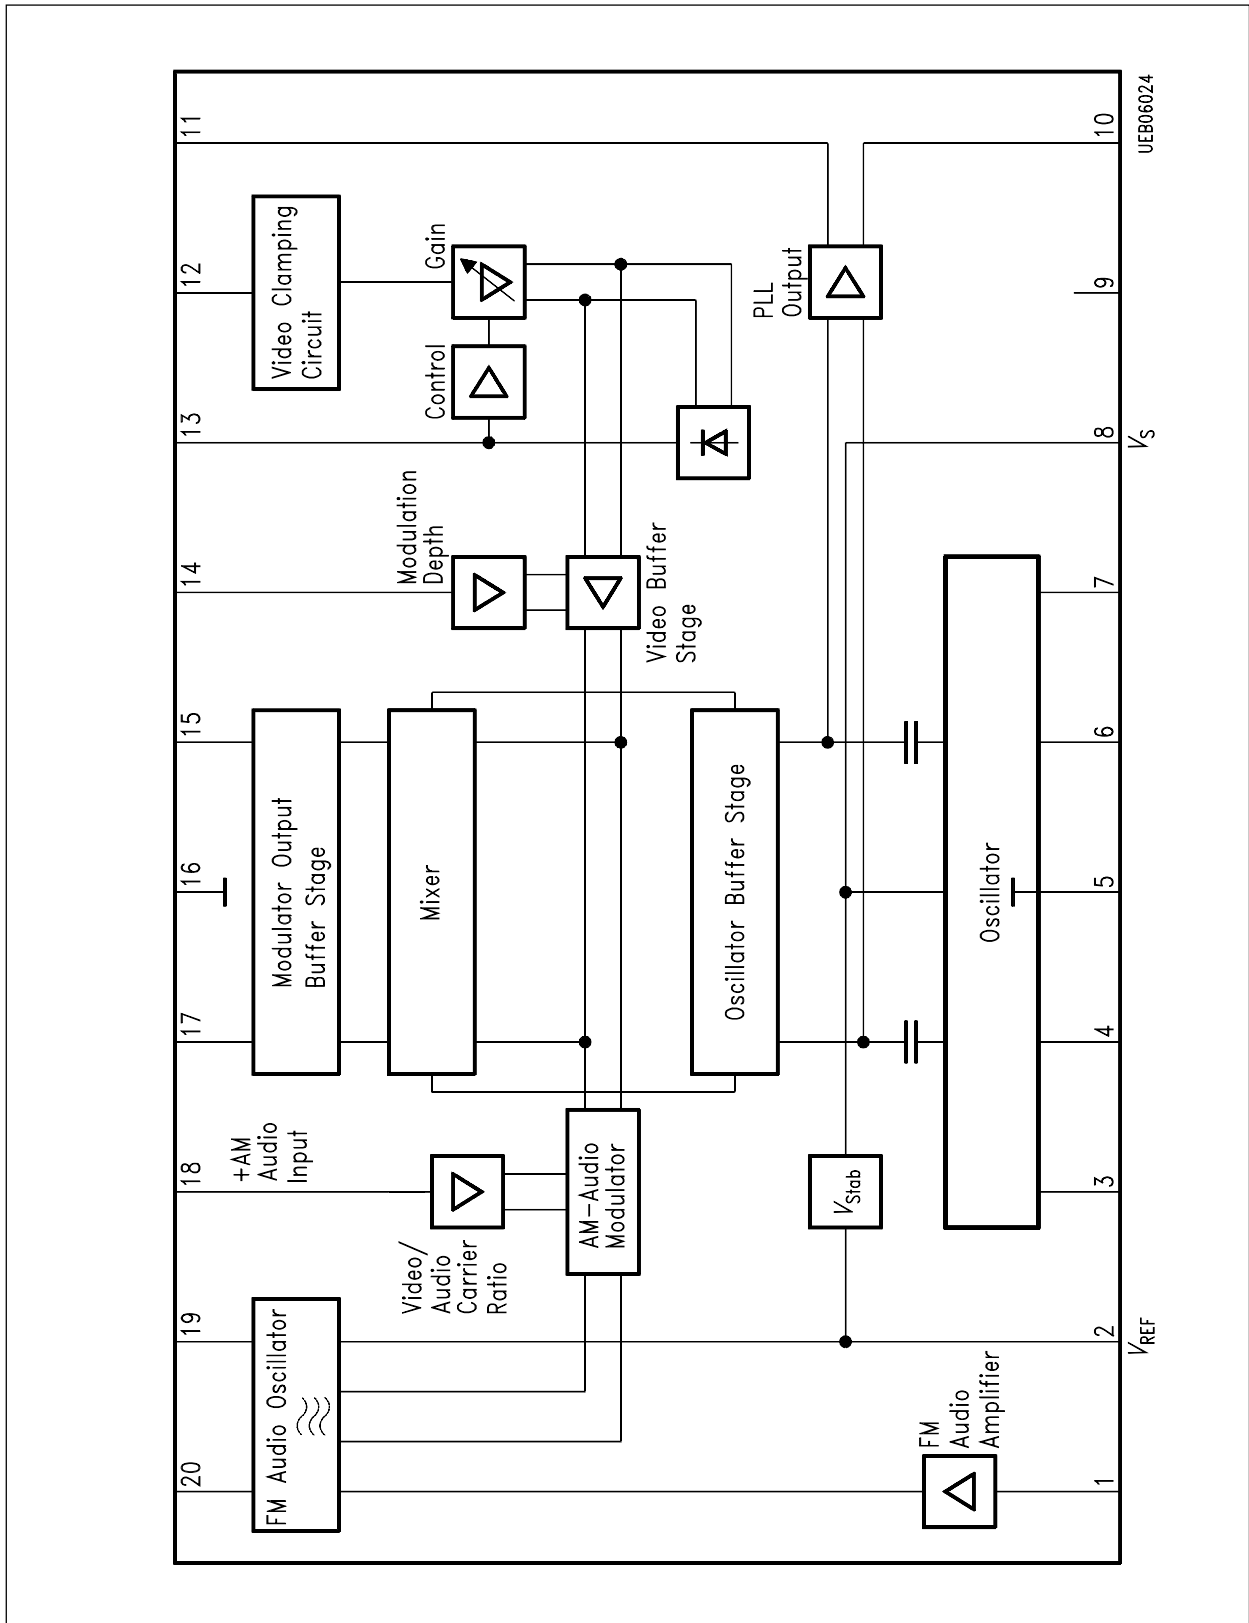 20
19
18
17
16
15
14
13
12
11
FM Audio Oscillator
+AM
Audio
Input
Modulator Output
Buffer Stage
Video Clamping
Circuit
Video/
Audio
Carrier
Ratio
Mixer
Modulation
Depth
Control
Gain
AM-Audio
Modulator
Video Buffer
Stage
Oscillator Buffer Stage
PLL
Output
VStab
FM
Audio
Amplifier
Oscillator
1
2
3
4
5
6
7
8
9
10
VREF
VS
UEB06024